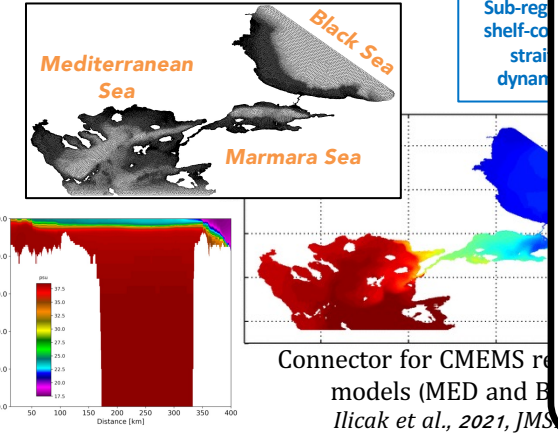 Black Sea
Mediterranean
Sea
Marmara Sea
Sub-reg
shelf-co
strai
dynan
psu
37.5
35.0
32.5
30.0
27.5
25.0
22.5
20.0
17.5
50 100 150 200 250 300 350 400
Distance [km]
Connector for CMEMS re
models (MED and B
Ilicak et al., 2021, JMS